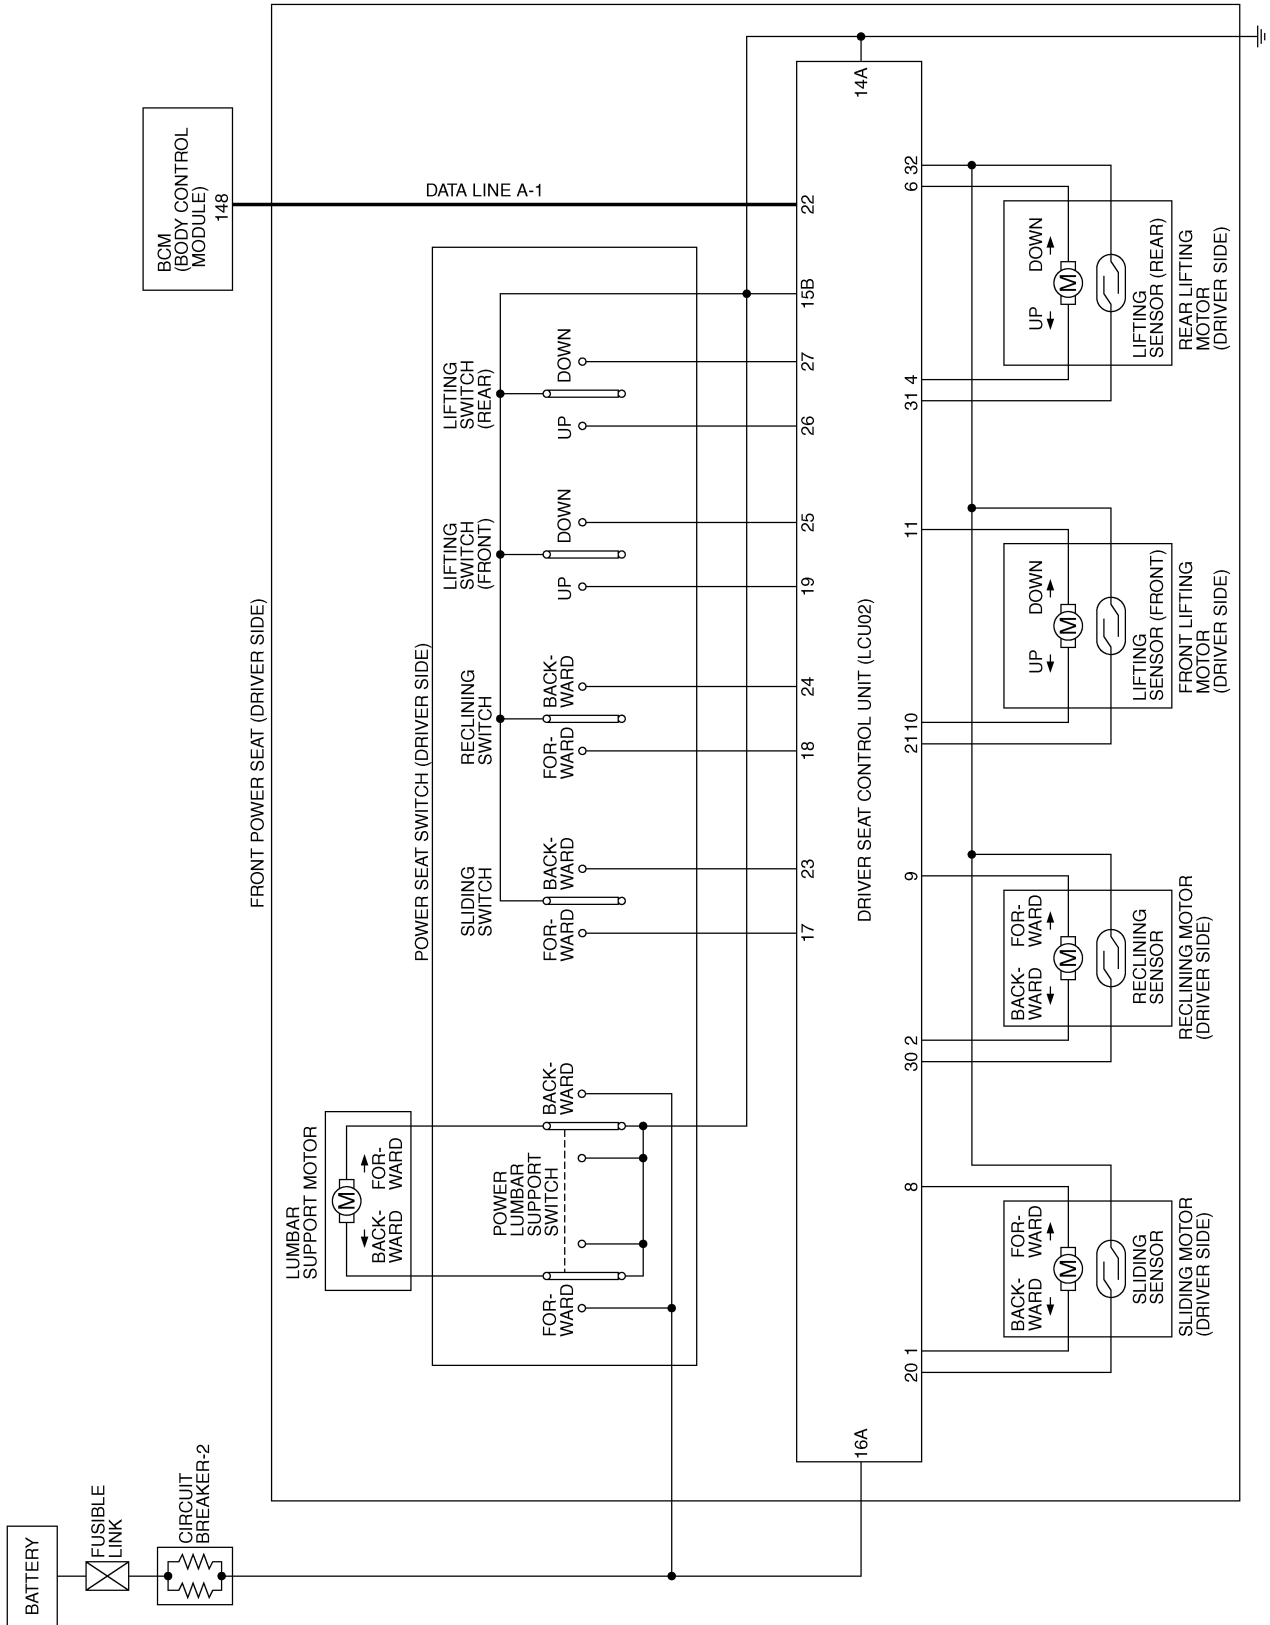 BATTERY
FUSIBLE
LINK
CIRCUIT
BREAKER-2
BCM
(BODY CONTROL
MODULE)
148
DATA LINE A-1
FRONT POWER SEAT (DRIVER SIDE)
LUMBAR
SUPPORT MOTOR
M
BACK-
WARD
FOR-
WARD
POWER SEAT SWITCH (DRIVER SIDE)
POWER
LUMBAR
SUPPORT
SWITCH
FOR-
WARD
BACK-
WARD
SLIDING
SWITCH
FOR-
WARD
BACK-
WARD
RECLINING
SWITCH
FOR-
WARD
BACK-
WARD
LIFTING
SWITCH
(FRONT)
UP
DOWN
LIFTING
SWITCH
(REAR)
UP
DOWN
17
23
18
24
19
25
26
27
15B
22
16A
DRIVER SEAT CONTROL UNIT (LCU02)
14A
20
1
8
30
2
9
21
10
11
31
4
6
32
BACK-
WARD
FOR-
WARD
M
SLIDING
SENSOR
SLIDING MOTOR
(DRIVER SIDE)
BACK-
WARD
FOR-
WARD
M
RECLINING
SENSOR
RECLINING MOTOR
(DRIVER SIDE)
UP
DOWN
M
LIFTING
SENSOR (FRONT)
FRONT LIFTING
MOTOR
(DRIVER SIDE)
UP
DOWN
M
LIFTING
SENSOR (REAR)
REAR LIFTING
MOTOR
(DRIVER SIDE)